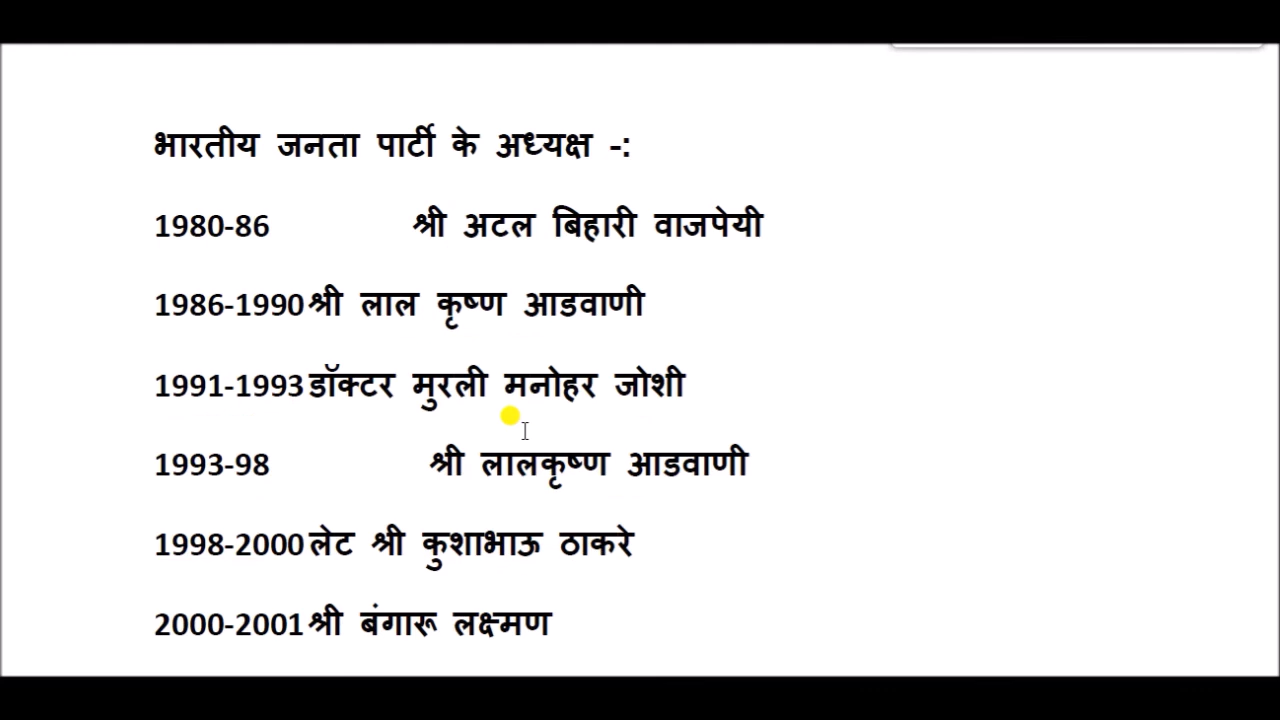 भारतीय जनता पार्टी के अध्यक्ष -:
1980-86 श्री अटल बिहारी वाजपेयी
1986-1990 श्री लाल कृष्ण आडवाणी
1991-1993 डॉक्टर मुरली मनोहर जोशी
1993-98 श्री लालकृष्ण आडवाणी
1998-2000 लेट श्री कुशाभाऊ ठाकरे
2000-2001 श्री बंगारू लक्ष्मण